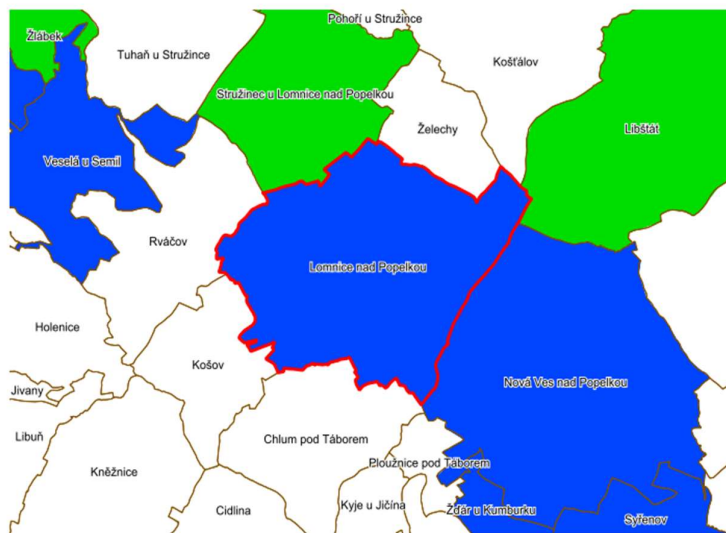 Pohoří u Stružince
Žlábek
Tuhaň u Stružince
Košťálov
Stružinec u Lomnice nad Popelkou
Želechy
Libštát
Veselá u Semil
Rváčov
Lomnice nad Popelkou
Holenice
Košov
Nová Ves nad Popelkou
Jivany
Libuň
Chlum pod Táborem
Kněžnice
Ploužnice pod Táborem
Cidlina
Kyje u Jičína
Žďár u Kumburku
Syřenov